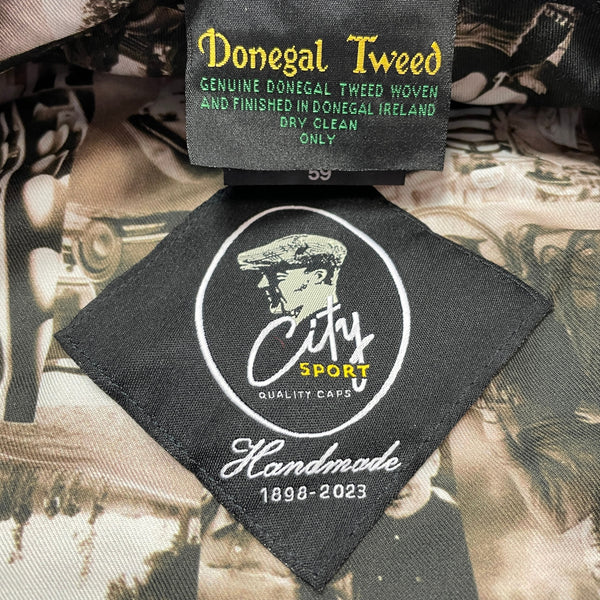 Donegal Tweed
GENUINE DONEGAL TWEED WOVEN
AND FINISHED IN DONEGAL IRELAND
DRY CLEAN
ONLY
59
City
SPORT
QUALITY CAPS
Handmade
1898-2023